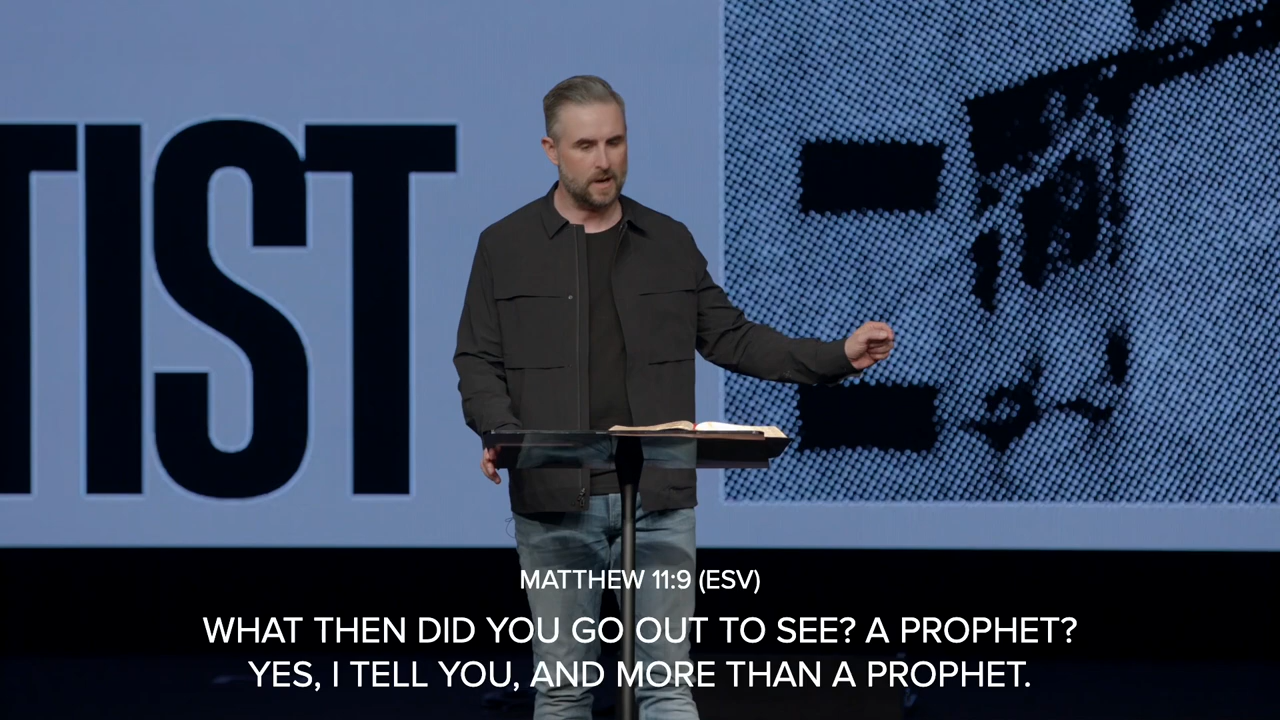 TIST
MATTHEW 11:9 (ESV)
WHAT THEN DID YOU GO OUT TO SEE? A PROPHET?
YES, I TELL YOU, AND MORE THAN A PROPHET.